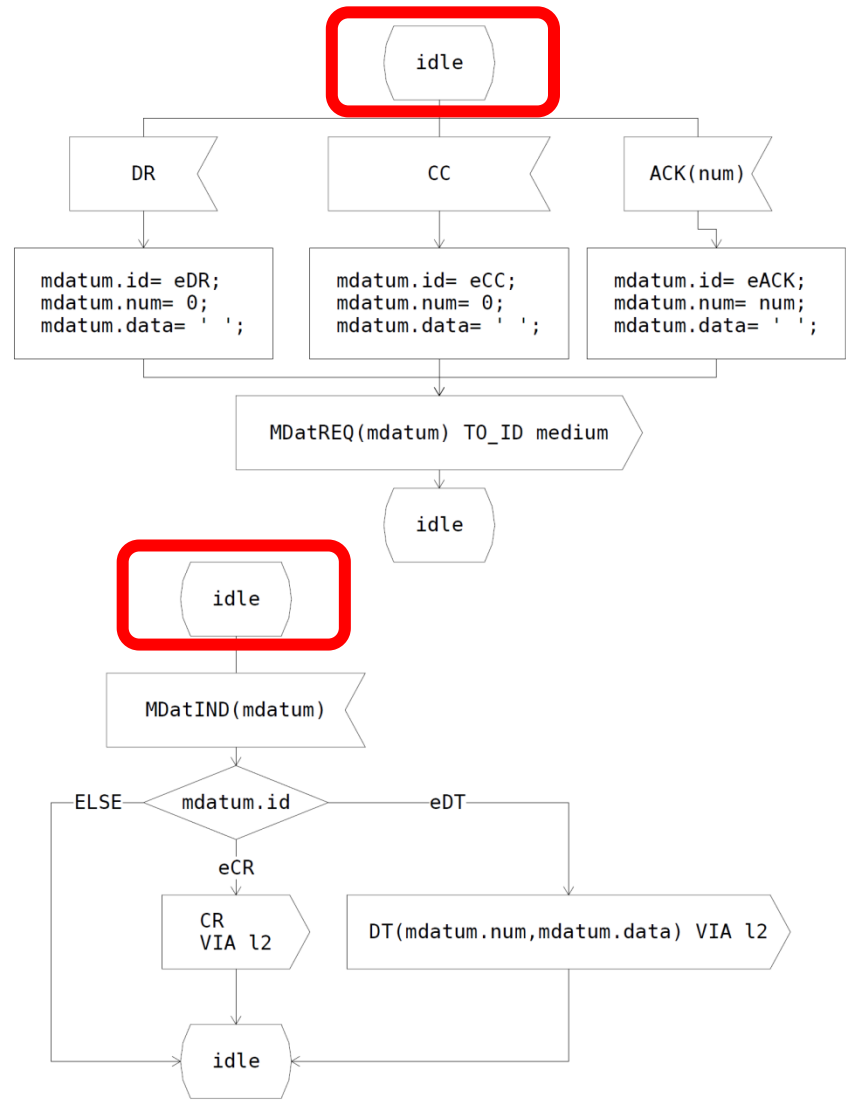 idle
DR
CC
ACK(num)
mdatum.id= eDR;
mdatum.num= 0;
mdatum.data= ' ';
mdatum.id= eCC;
mdatum.num= 0;
mdatum.data= ' ';
mdatum.id= eACK;
mdatum.num= num;
mdatum.data= ' ';
MDatREQ(mdatum) TO_ID medium
idle
idle
MDatIND(mdatum)
ELSE
mdatum.id
eDT
eCR
CR
VIA l2
DT(mdatum.num,mdatum.data) VIA l2
idle